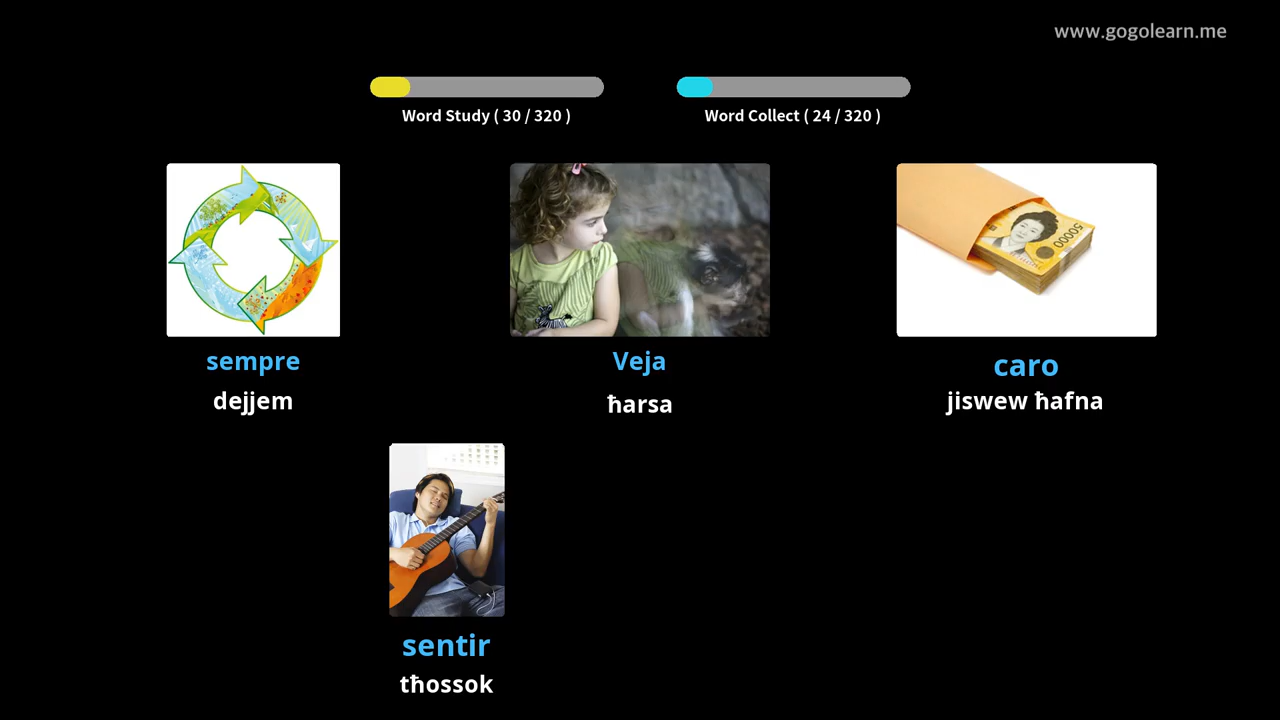 www.gogolearn.me
Word Study ( 30 / 320 )
Word Collect ( 24 / 320 )
50000
sempre
Veja
caro
dejjem
ħarsa
jiswew ħafna
sentir
tħossok